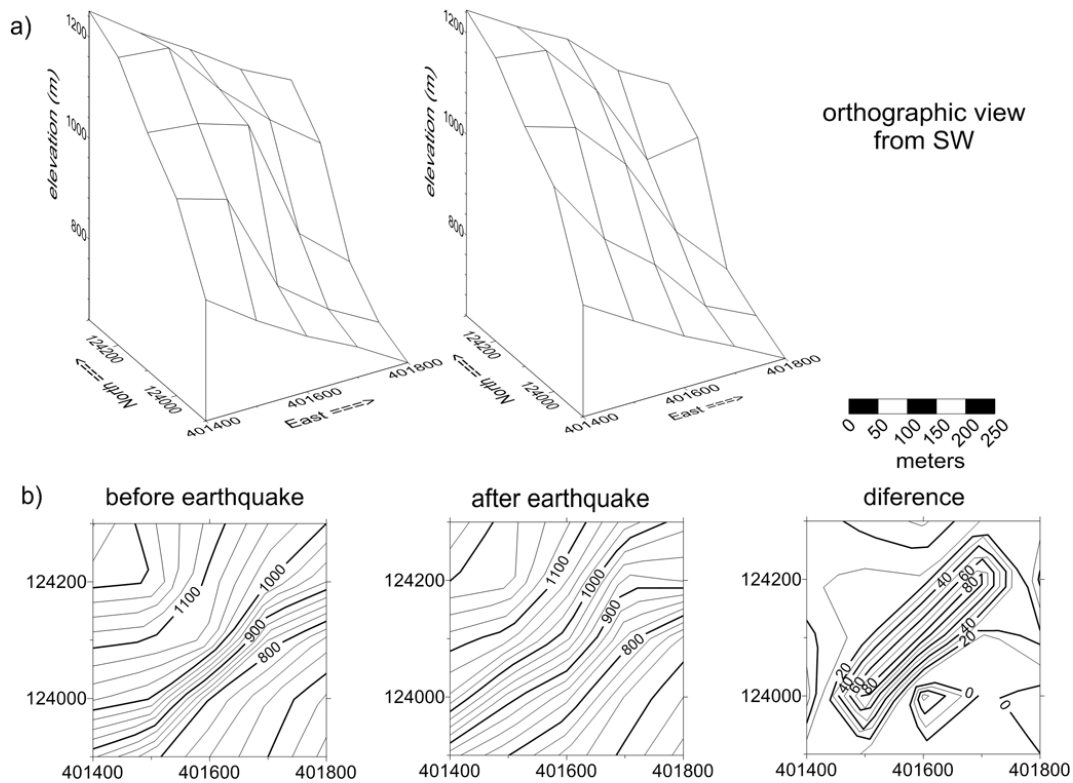 a)
1200
1000
800
elevation (m)
124200
124000
North ===>
401400
401600
401800
East ===>
1200
1000
800
elevation (m)
124200
124000
North ===>
401400
401600
401800
East ===>
orthographic view
from SW
0 50 100 150 200 250
meters
b)
before earthquake
124200
124000
401400 401600 401800
1100
1000
900
800
after earthquake
124200
124000
401400 401600 401800
1100
1000
900
800
diference
124200
124000
401400 401600 401800
40
60
80
40
20
20
40
60
80
0
0